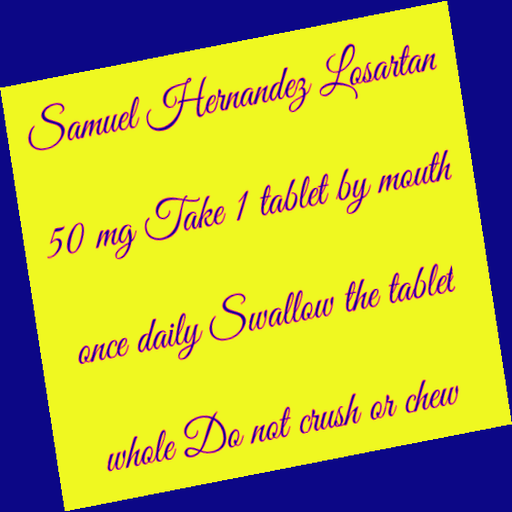 Samuel Hernandez Losartan
50 mg Take 1 tablet by mouth
once daily Swallow the tablet
whole Do not crush or chew